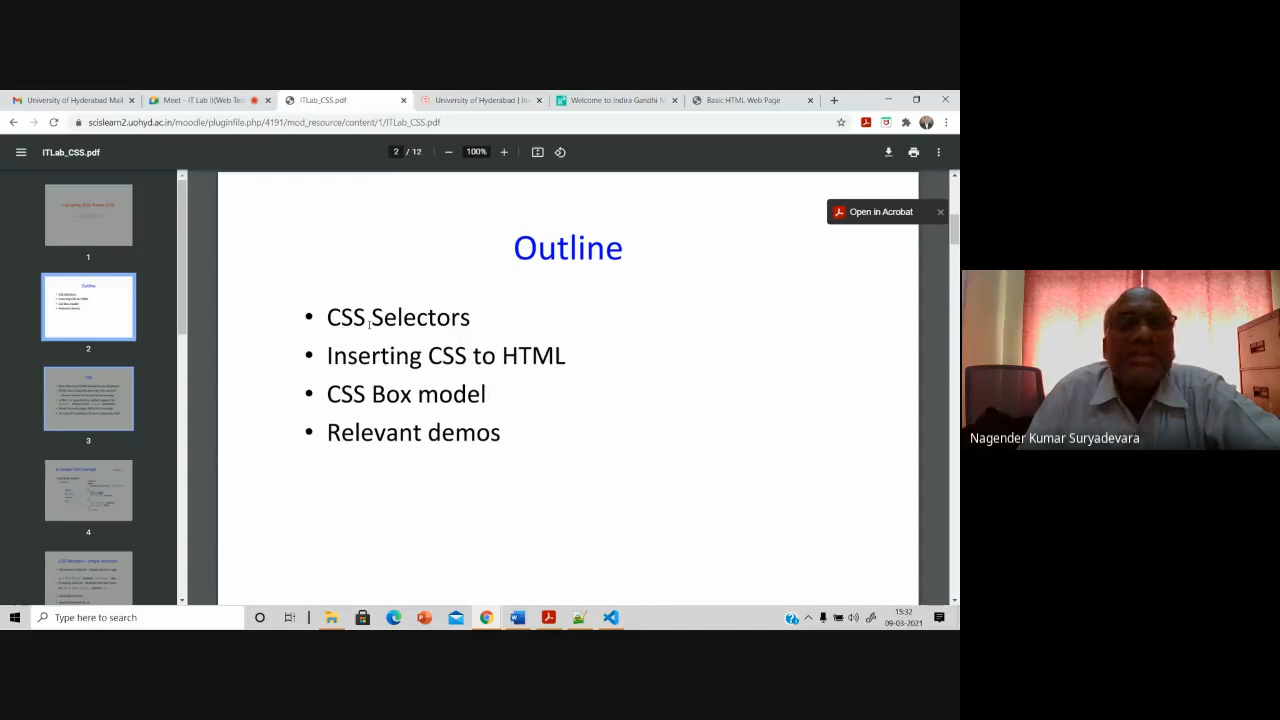 University of Hyderabad Mail
Meet – IT Lab II(Web Tec
ITLab_CSS.pdf
University of Hyderabad | In
Welcome to Indira Gandhi M
Basic HTML Web Page
scislearn2.uohyd.ac.in/moodle/pluginfile.php/4191/mod_resource/content/1/ITLab_CSS.pdf
ITLab_CSS.pdf
2 / 12
100%
Open in Acrobat
1
Outline
2
3
4
Outline
• CSS Selectors
• Inserting CSS to HTML
• CSS Box model
• Relevant demos
Nagender Kumar Suryadevara
Type here to search
15:32
09-03-2021